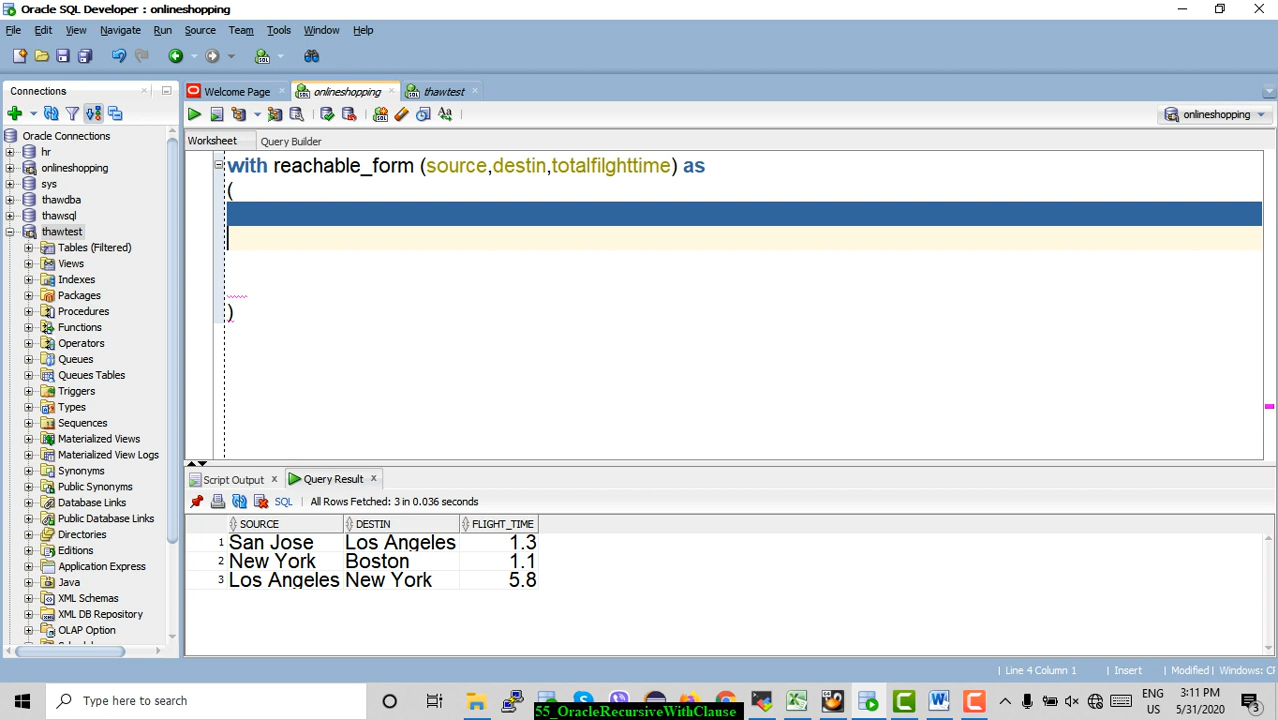 Oracle SQL Developer : onlineshopping
File Edit View Navigate Run Source Team Tools Window Help
Connections
Welcome Page onlineshopping thawtest
onlineshopping
Worksheet Query Builder
Oracle Connections
hr
onlineshopping
sys
thawdba
thawsql
thawtest
Tables (Filtered)
Views
Indexes
Packages
Procedures
Functions
Operators
Queues
Queues Tables
Triggers
Types
Sequences
Materialized Views
Materialized View Logs
Synonyms
Public Synonyms
Database Links
Public Database Links
Directories
Editions
Application Express
Java
XML Schemas
XML DB Repository
OLAP Option
with reachable_form (source,destin,totalfilghttime) as
(
)
Script Output Query Result
SQL All Rows Fetched: 3 in 0.036 seconds
SOURCE DESTIN FLIGHT_TIME
1 San Jose Los Angeles 1.3
2 New York Boston 1.1
3 Los Angeles New York 5.8
Line 4 Column 1 Insert Modified Windows: CF
Type here to search
ENG
US
3:11 PM
5/31/2020
3
55_OracleRecursiveWithClause